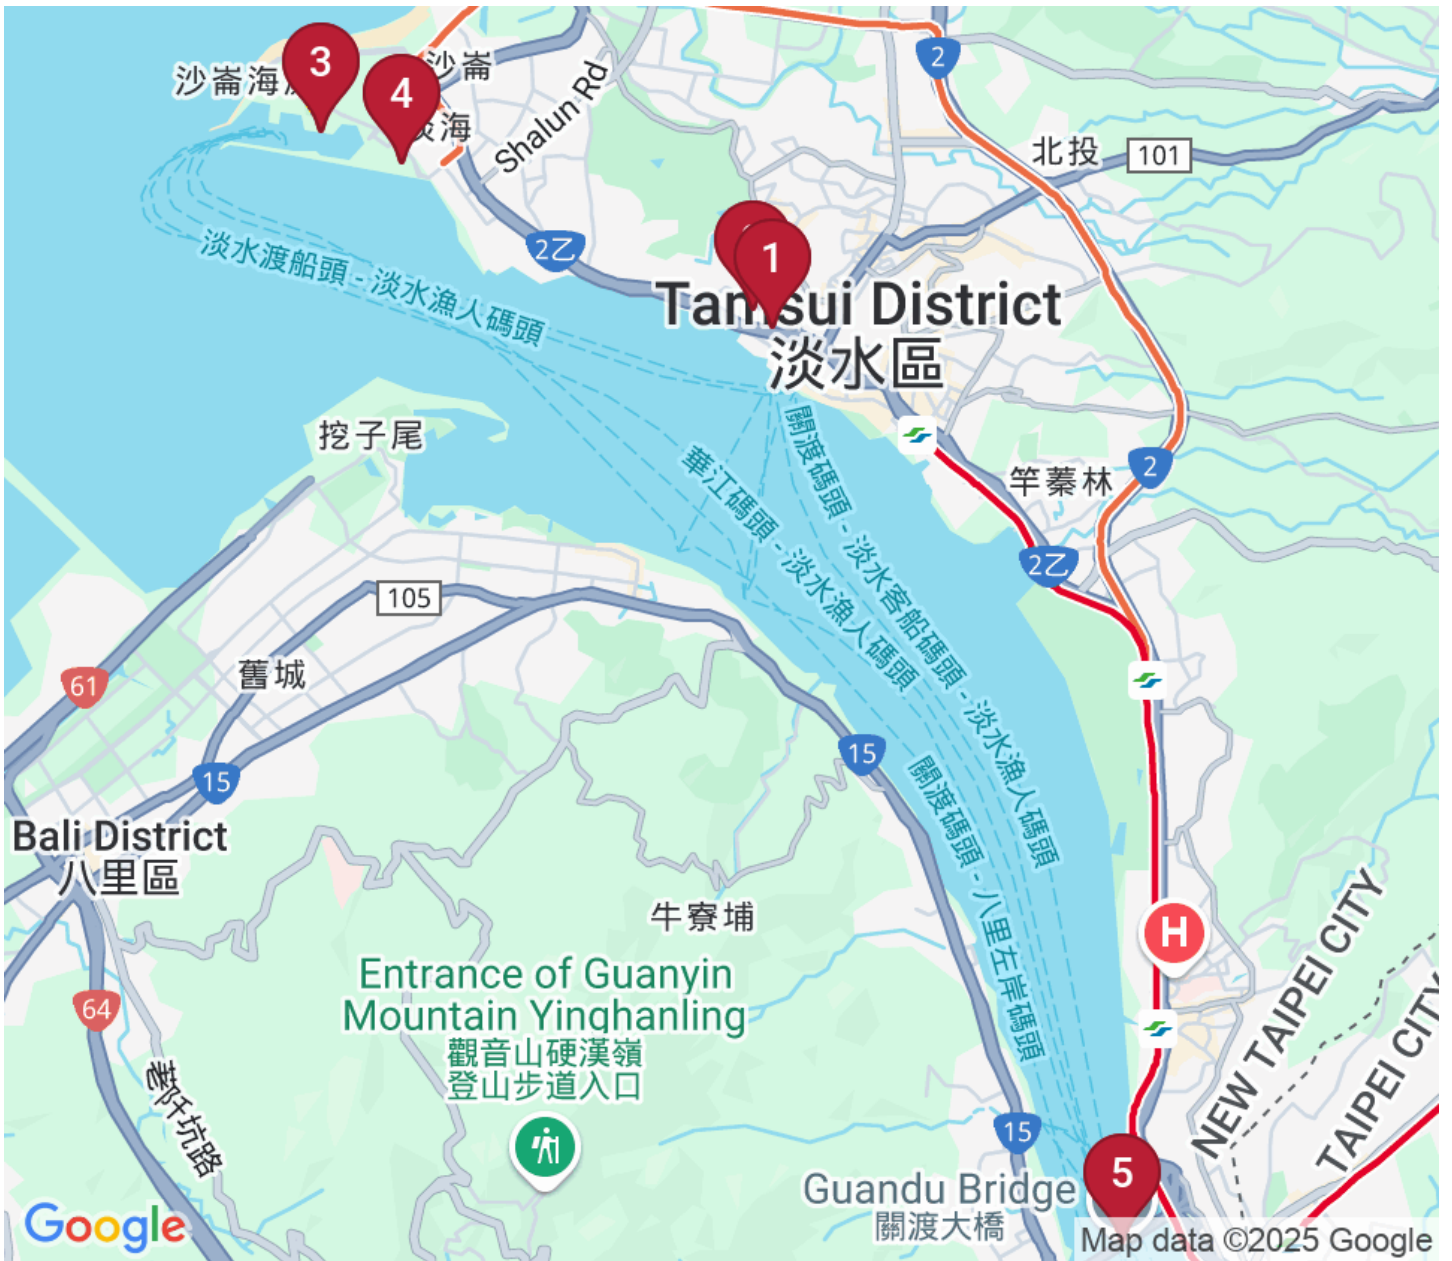 3
沙崙
沙崙海
4
淡海
Shalun Rd
2
北投
101
2乙
1
淡水渡船頭 - 淡水漁人碼頭
Tamsui District
淡水區
挖子尾
關渡碼頭 - 淡水客船碼頭 - 淡水漁人碼頭
華江碼頭 - 淡水漁人碼頭
竿蓁林
2
2乙
105
舊城
61
15
15
關渡碼頭 - 八里左岸碼頭
Bali District
八里區
牛寮埔
H
Entrance of Guanyin
Mountain Yinghanling
觀音山硬漢嶺
登山步道入口
64
NEW TAIPEI CITY
TAIPEI CITY
15
5
Guandu Bridge
關渡大橋
Google
Map data ©2025 Google